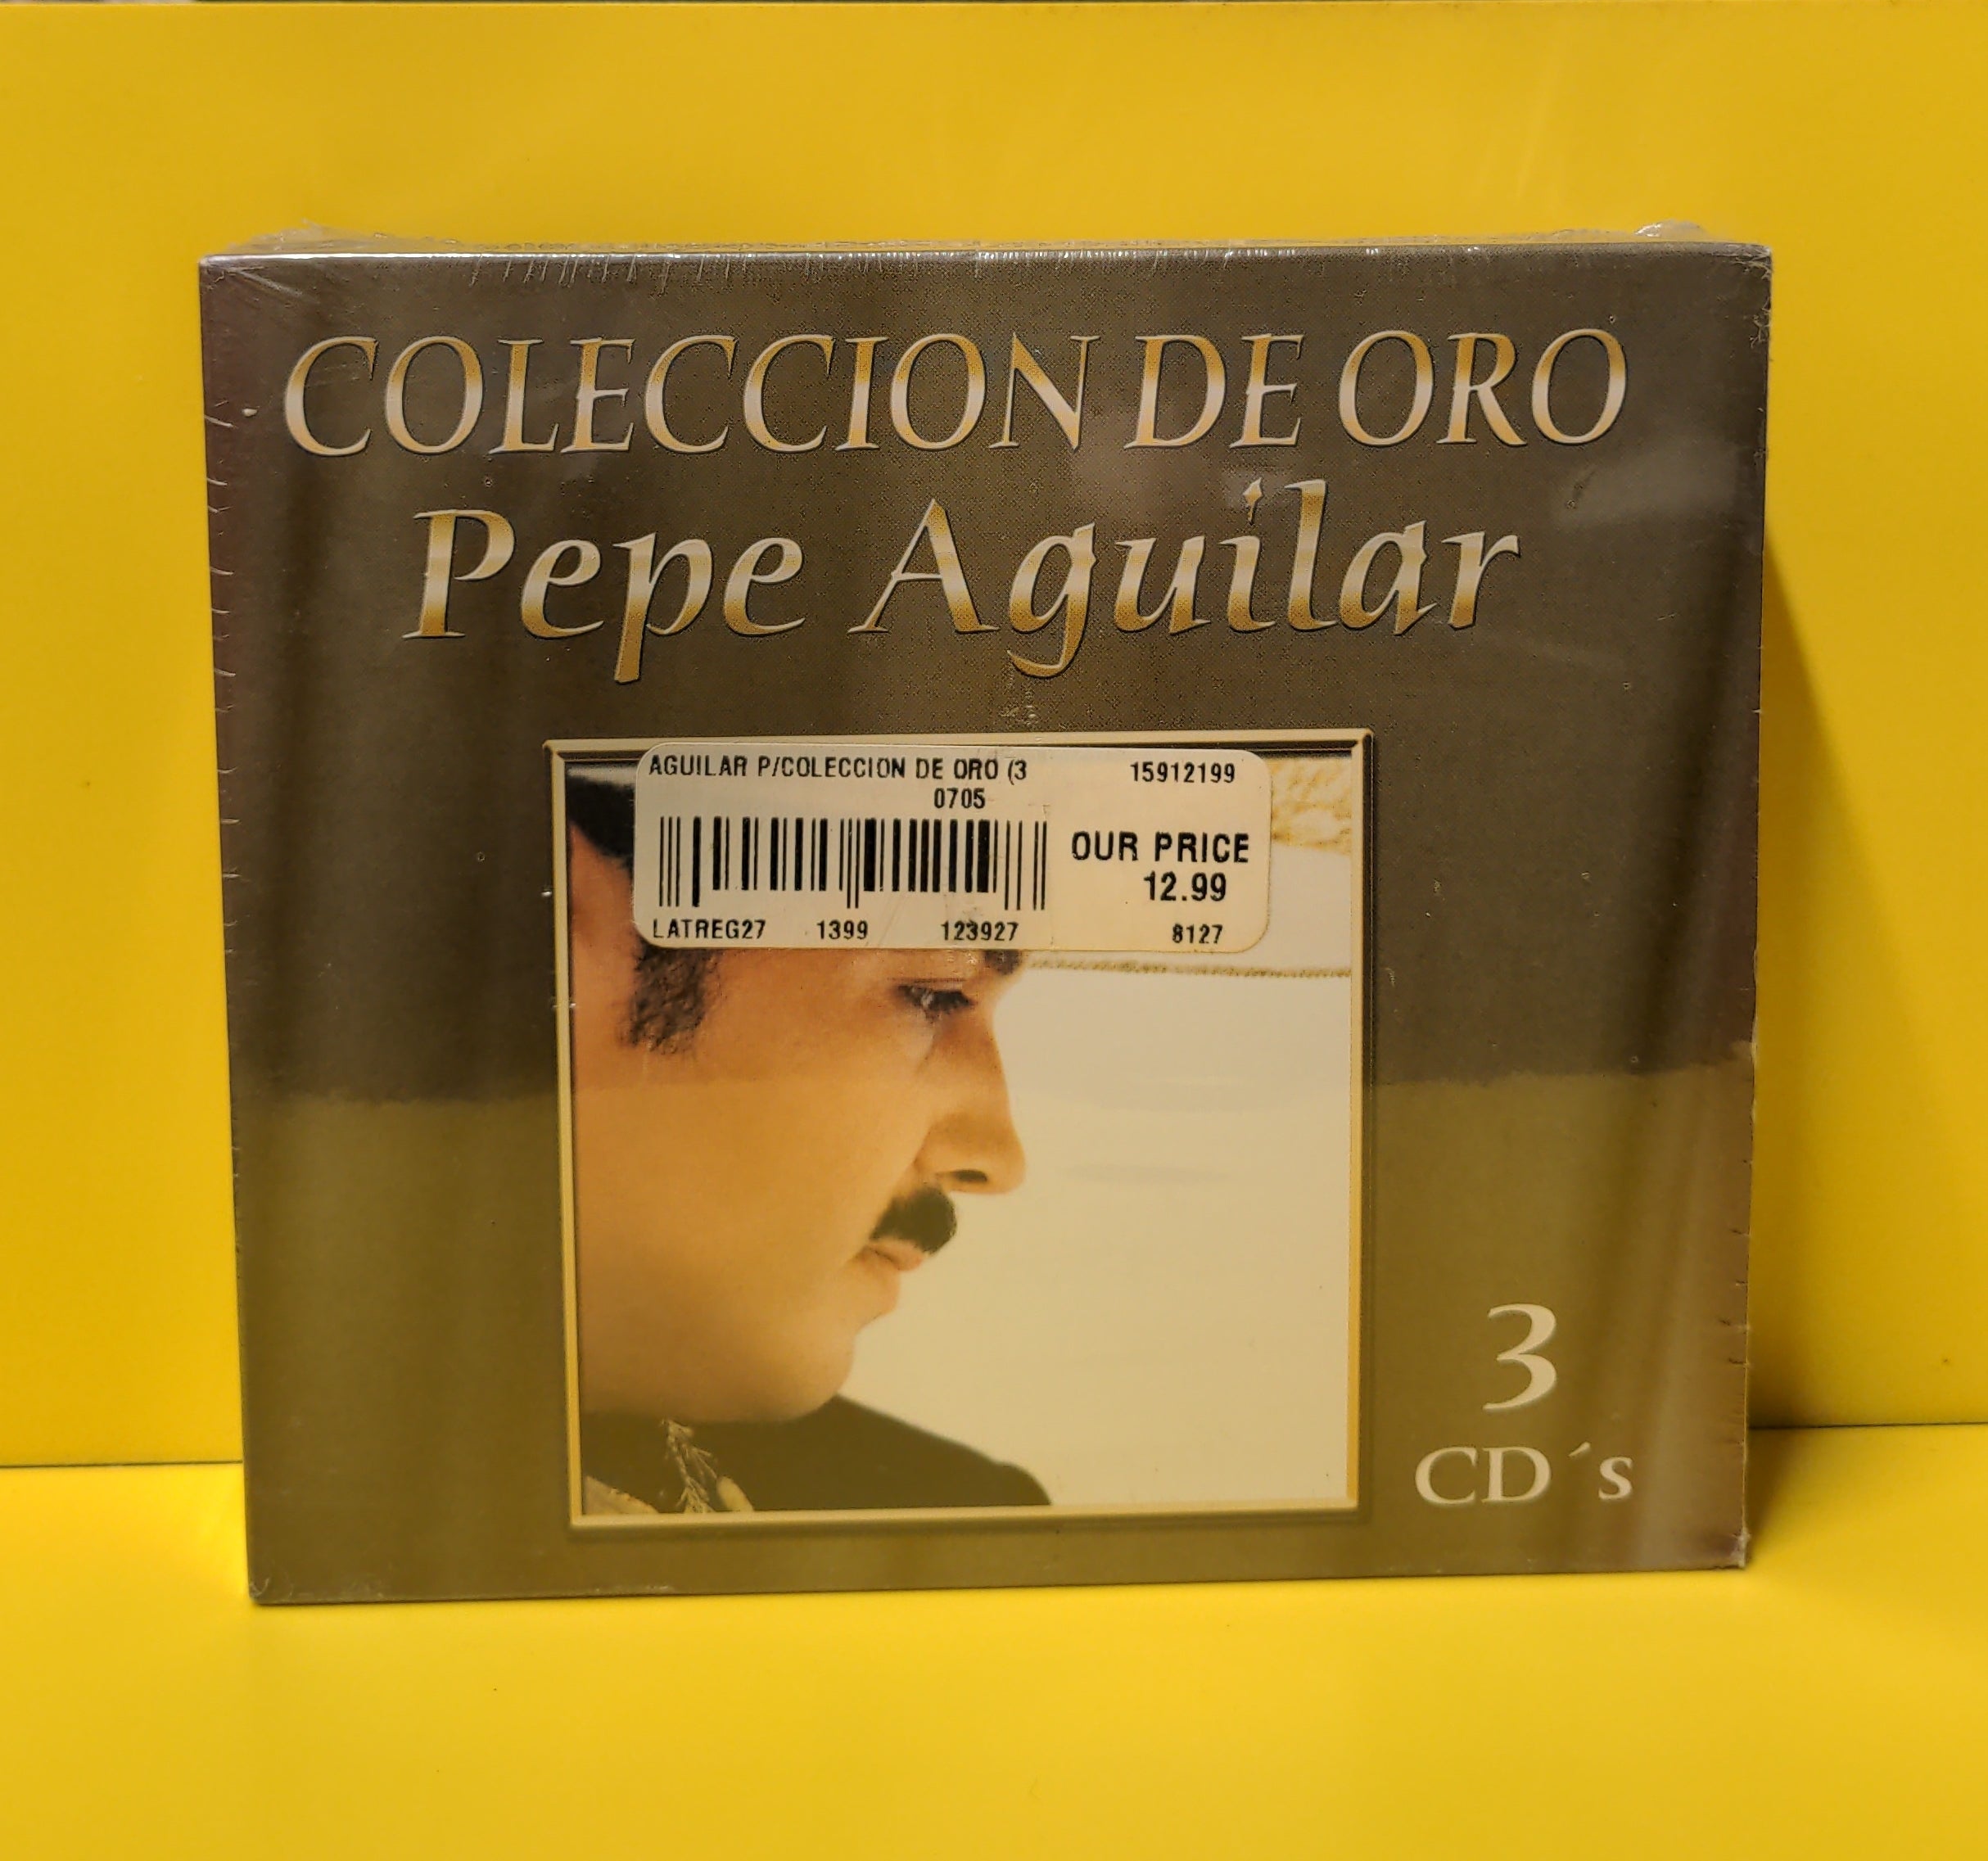 COLECCION DE ORO
Pepe Aguilar
AGUILAR P/COLECCION DE ORO (3 15912199
0705
OUR PRICE
12.99
LATREG27 1399 123927 8127
3
CD´s